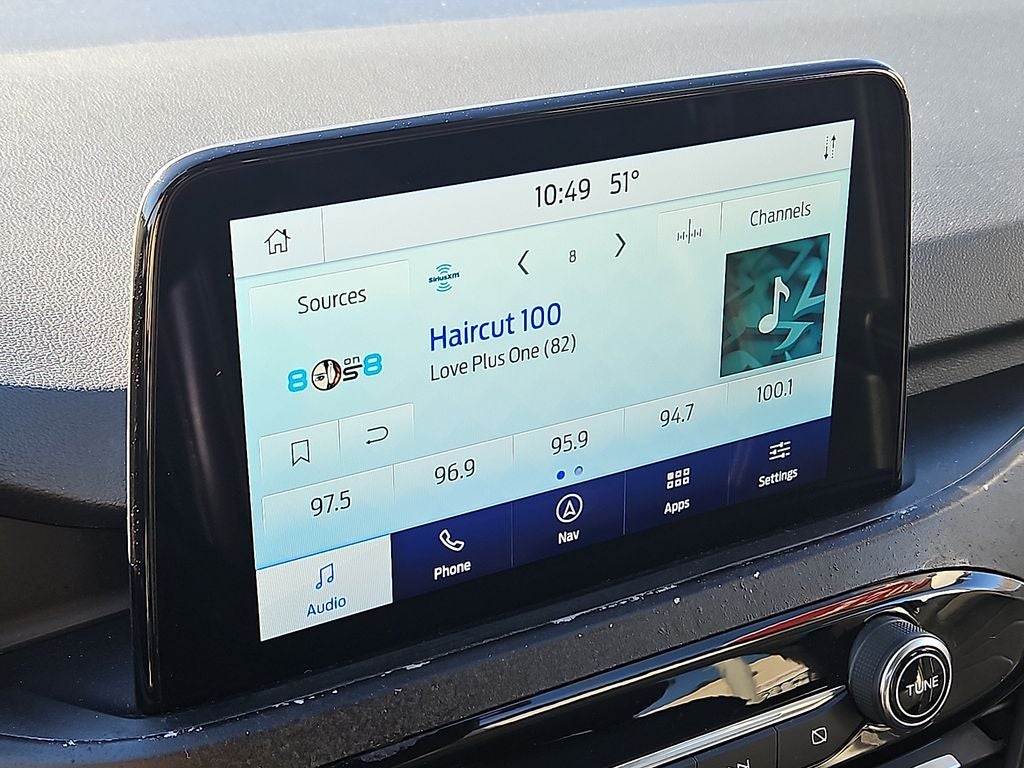 10:49 51°
Channels
8
SiriusXM
Sources
Haircut 100
Love Plus One (82)
80s on 8
97.5 96.9 95.9 94.7 100.1
Audio Phone Nav Apps Settings
TUNE